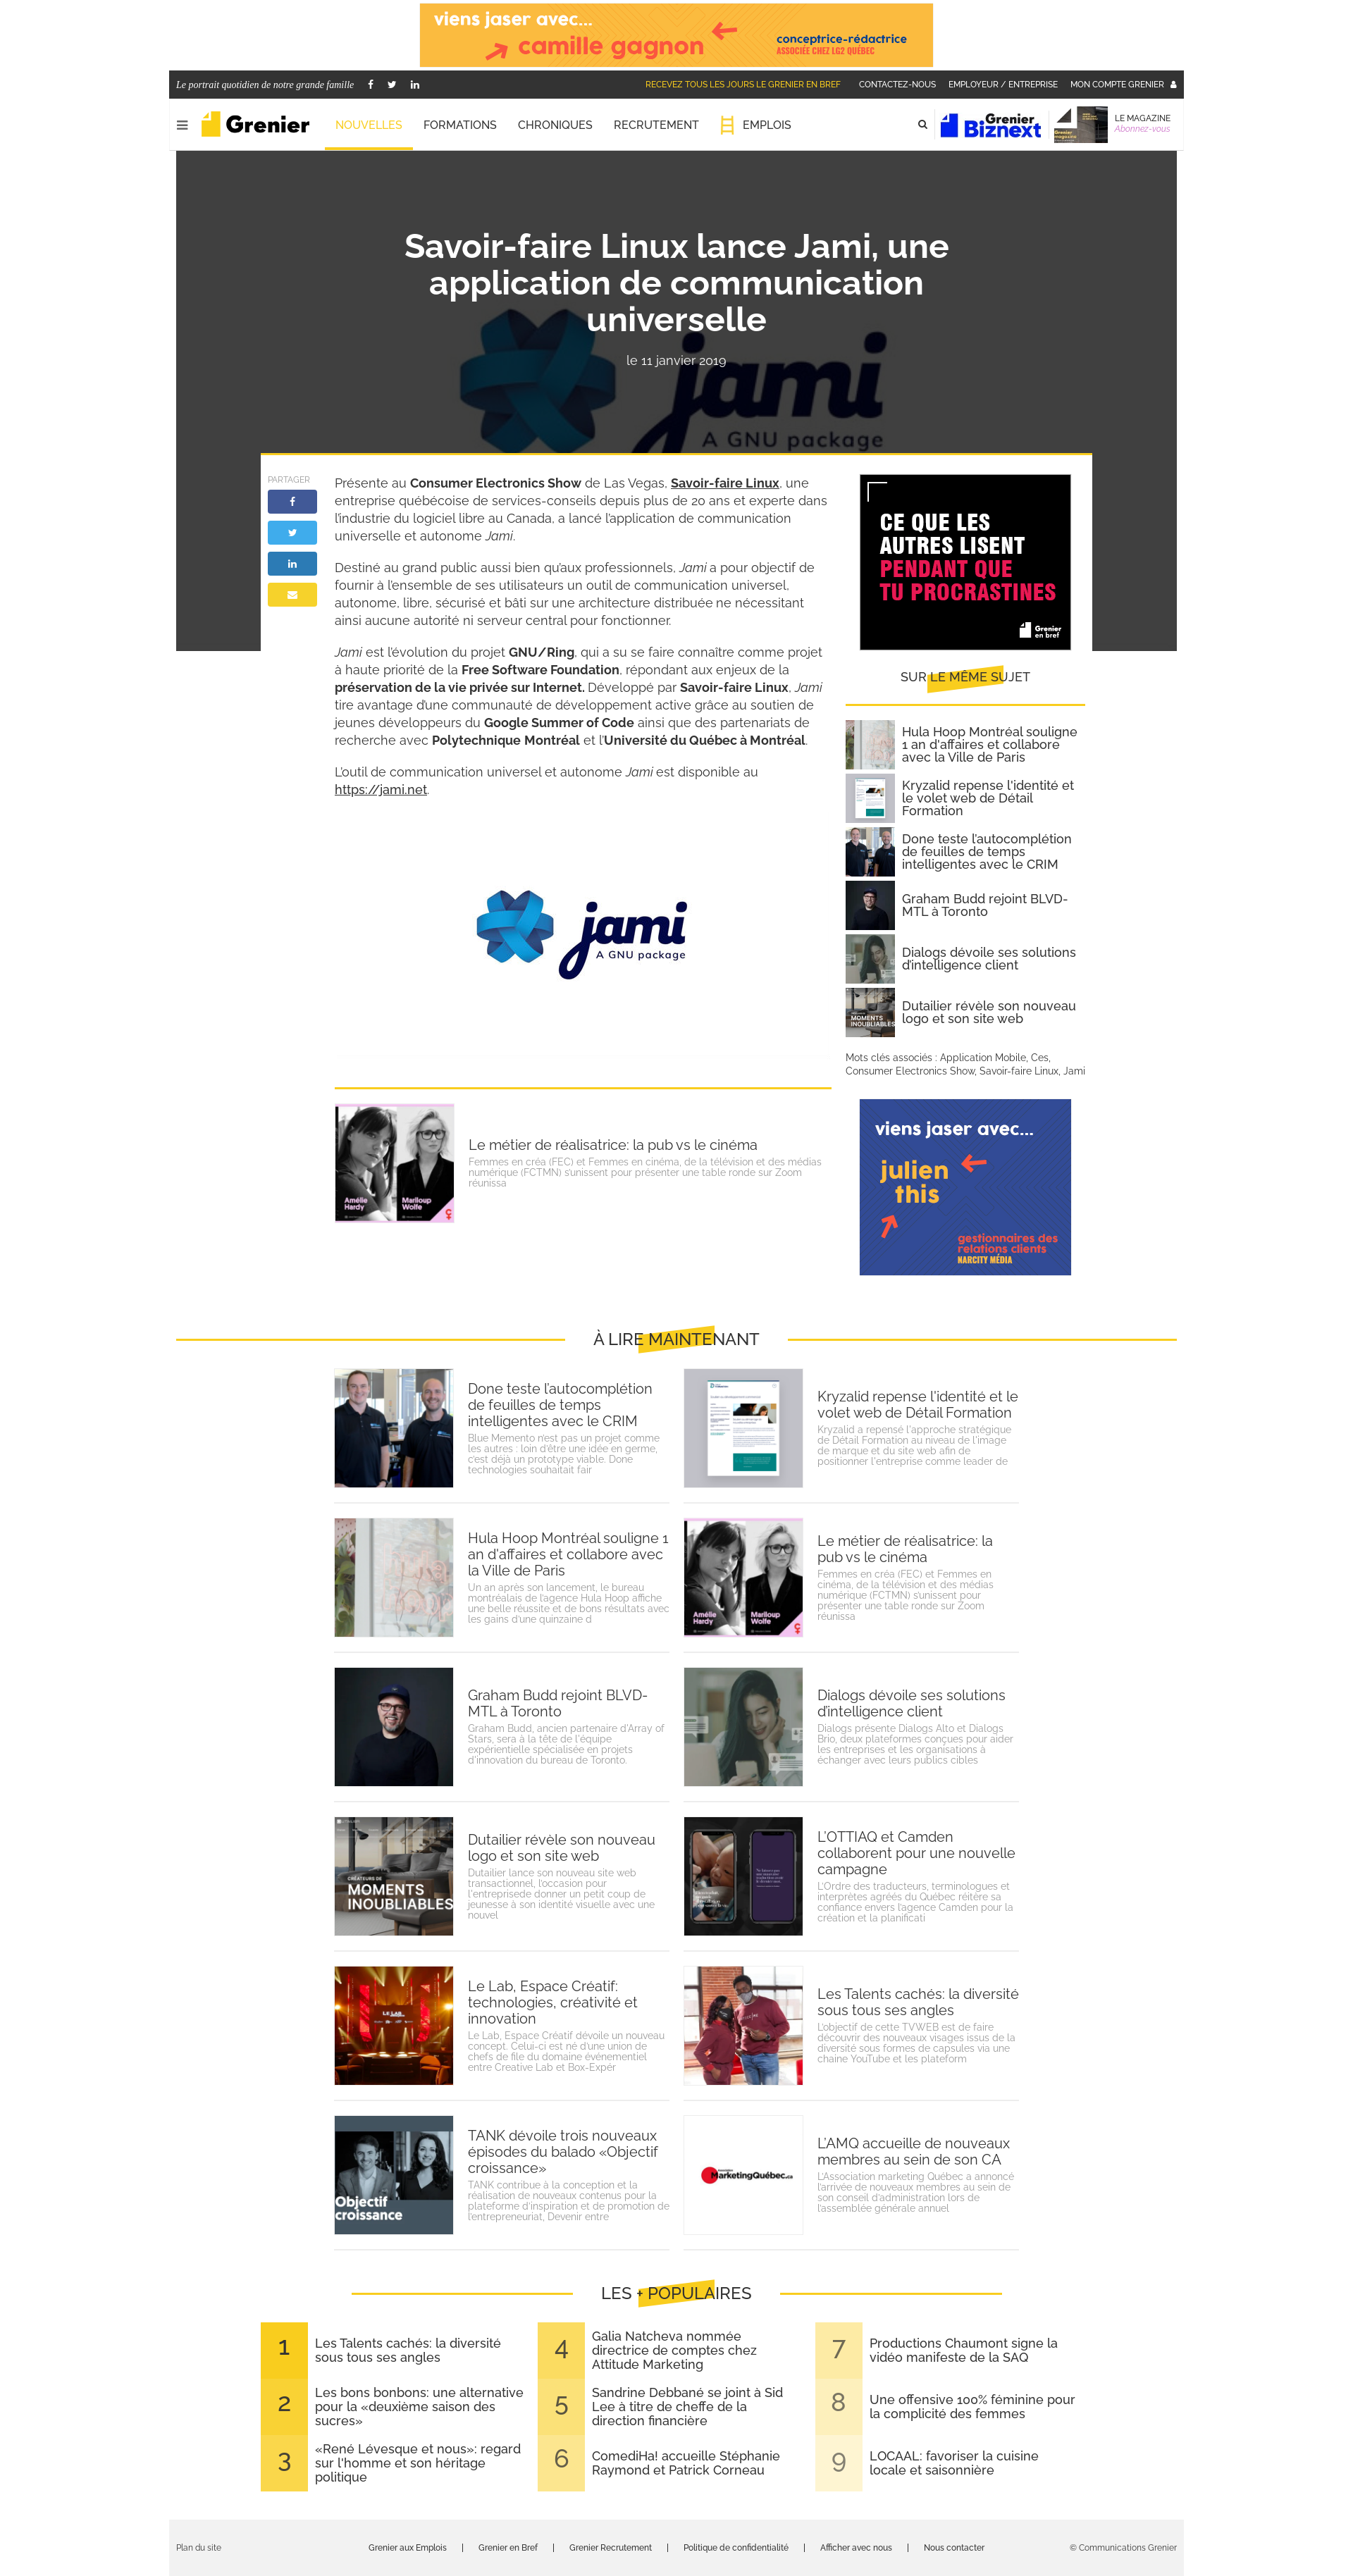 viens jaser avec...
camille gagnon
conceptrice-rédactrice
ASSOCIÉE CHEZ LG2 QUÉBEC
Le portrait quotidien de notre grande famille
RECEVEZ TOUS LES JOURS LE GRENIER EN BREF
CONTACTEZ-NOUS
EMPLOYEUR / ENTREPRISE
MON COMPTE GRENIER
Grenier
NOUVELLES
FORMATIONS
CHRONIQUES
RECRUTEMENT
EMPLOIS
Grenier
Biznext
LE MAGAZINE
Abonnez-vous
Savoir-faire Linux lance Jami, une
application de communication
universelle
le 11 janvier 2019
jami
A GNU package
PARTAGER
Présente au Consumer Electronics Show de Las Vegas, Savoir-faire Linux, une
entreprise québécoise de services-conseils depuis plus de 20 ans et experte dans
l’industrie du logiciel libre au Canada, a lancé l’application de communication
universelle et autonome Jami.
Destiné au grand public aussi bien qu’aux professionnels, Jami a pour objectif de
fournir à l’ensemble de ses utilisateurs un outil de communication universel,
autonome, libre, sécurisé et bâti sur une architecture distribuée ne nécessitant
ainsi aucune autorité ni serveur central pour fonctionner.
Jami est l’évolution du projet GNU/Ring, qui a su se faire connaître comme projet
à haute priorité de la Free Software Foundation, répondant aux enjeux de la
préservation de la vie privée sur Internet. Développé par Savoir-faire Linux, Jami
tire avantage d’une communauté de développement active grâce au soutien de
jeunes développeurs du Google Summer of Code ainsi que des partenariats de
recherche avec Polytechnique Montréal et l’Université du Québec à Montréal.
L’outil de communication universel et autonome Jami est disponible au
https://jami.net.
jami
A GNU package
CE QUE LES
AUTRES LISENT
PENDANT QUE
TU PROCRASTINES
Grenier
en bref
SUR LE MÊME SUJET
Hula Hoop Montréal souligne
1 an d'affaires et collabore
avec la Ville de Paris
Kryzalid repense l'identité et
le volet web de Détail
Formation
Done teste l’autocomplétion
de feuilles de temps
intelligentes avec le CRIM
Graham Budd rejoint BLVD-
MTL à Toronto
Dialogs dévoile ses solutions
d’intelligence client
MOMENTS
INOUBLIABLES
Dutailier révèle son nouveau
logo et son site web
Mots clés associés : Application Mobile, Ces,
Consumer Electronics Show, Savoir-faire Linux, Jami
viens jaser avec...
julien
this
gestionnaires des
relations clients
NARCITY MÉDIA
Amélie
Hardy
Mariloup
Wolfe
Le métier de réalisatrice: la pub vs le cinéma
Femmes en créa (FEC) et Femmes en cinéma, de la télévision et des médias
numérique (FCTMN) s’unissent pour présenter une table ronde sur Zoom
réunissa
À LIRE MAINTENANT
Done teste l’autocomplétion
de feuilles de temps
intelligentes avec le CRIM
Blue Memento n’est pas un projet comme
les autres : loin d’être une idée en germe,
c’est déjà un prototype viable. Done
technologies souhaitait fair
Kryzalid repense l'identité et le
volet web de Détail Formation
Kryzalid a repensé l'approche stratégique
de Détail Formation au niveau de l'image
de marque et du site web afin de
positionner l'entreprise comme leader de
Hula Hoop Montréal souligne 1
an d'affaires et collabore avec
la Ville de Paris
Un an après son lancement, le bureau
montréalais de l’agence Hula Hoop affiche
une belle réussite et de bons résultats avec
les gains d’une quinzaine d
Amélie
Hardy
Mariloup
Wolfe
Le métier de réalisatrice: la
pub vs le cinéma
Femmes en créa (FEC) et Femmes en
cinéma, de la télévision et des médias
numérique (FCTMN) s’unissent pour
présenter une table ronde sur Zoom
réunissa
Graham Budd rejoint BLVD-
MTL à Toronto
Graham Budd, ancien partenaire d'Array of
Stars, sera à la tête de l'équipe
expérientielle spécialisée en projets
d'innovation du bureau de Toronto.
Dialogs dévoile ses solutions
d’intelligence client
Dialogs présente Dialogs Alto et Dialogs
Brio, deux plateformes conçues pour aider
les entreprises et les organisations à
échanger avec leurs publics cibles
CRÉATEURS DE
MOMENTS
INOUBLIABLES
Dutailier révèle son nouveau
logo et son site web
Dutailier lance son nouveau site web
transactionnel, l’occasion pour
l'entreprisede donner un petit coup de
jeunesse à son identité visuelle avec une
nouvel
L’OTTIAQ et Camden
collaborent pour une nouvelle
campagne
L’Ordre des traducteurs, terminologues et
interprètes agréés du Québec réitère sa
confiance envers l’agence Camden pour la
création et la planificati
LE LAB
Le Lab, Espace Créatif:
technologies, créativité et
innovation
Le Lab, Espace Créatif dévoile un nouveau
concept. Celui-ci est né d’une union de
chefs de file du domaine événementiel
entre Creative Lab et Box-Expér
Les Talents cachés: la diversité
sous tous ses angles
L’objectif de cette TVWEB est de faire
découvrir des nouveaux visages issus de la
diversité sous formes de capsules via une
chaine YouTube et les plateform
Objectif
croissance
TANK dévoile trois nouveaux
épisodes du balado «Objectif
croissance»
TANK contribue à la conception et la
réalisation de nouveaux contenus pour la
plateforme d’inspiration et de promotion de
l’entrepreneuriat, Devenir entre
MarketingQuébec.ca
L’AMQ accueille de nouveaux
membres au sein de son CA
L’Association marketing Québec a annoncé
l’arrivée de nouveaux membres au sein de
son conseil d’administration lors de
l’assemblée générale annuel
LES + POPULAIRES
1
Les Talents cachés: la diversité
sous tous ses angles
2
Les bons bonbons: une alternative
pour la «deuxième saison des
sucres»
3
«René Lévesque et nous»: regard
sur l'homme et son héritage
politique
4
Galia Natcheva nommée
directrice de comptes chez
Attitude Marketing
5
Sandrine Debbané se joint à Sid
Lee à titre de cheffe de la
direction financière
6
ComediHa! accueille Stéphanie
Raymond et Patrick Corneau
7
Productions Chaumont signe la
vidéo manifeste de la SAQ
8
Une offensive 100% féminine pour
la complicité des femmes
9
LOCAAL: favoriser la cuisine
locale et saisonnière
Plan du site
Grenier aux Emplois | Grenier en Bref | Grenier Recrutement | Politique de confidentialité | Afficher avec nous | Nous contacter
© Communications Grenier